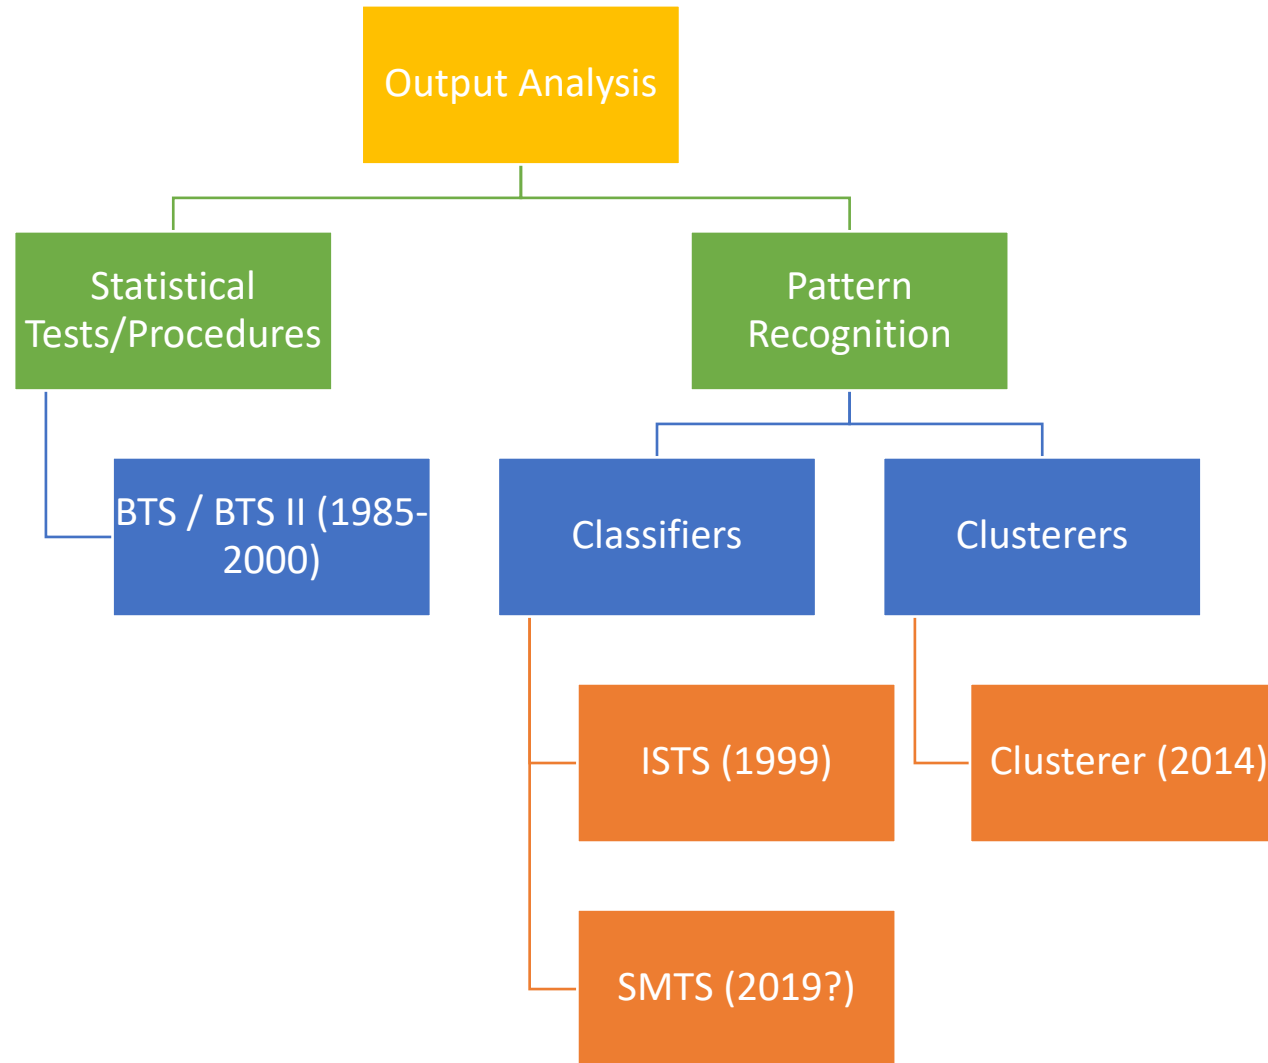 Output Analysis
Statistical
Tests/Procedures
Pattern
Recognition
BTS / BTS II (1985-
2000)
Classifiers
Clusterers
ISTS (1999)
Clusterer (2014)
SMTS (2019?)